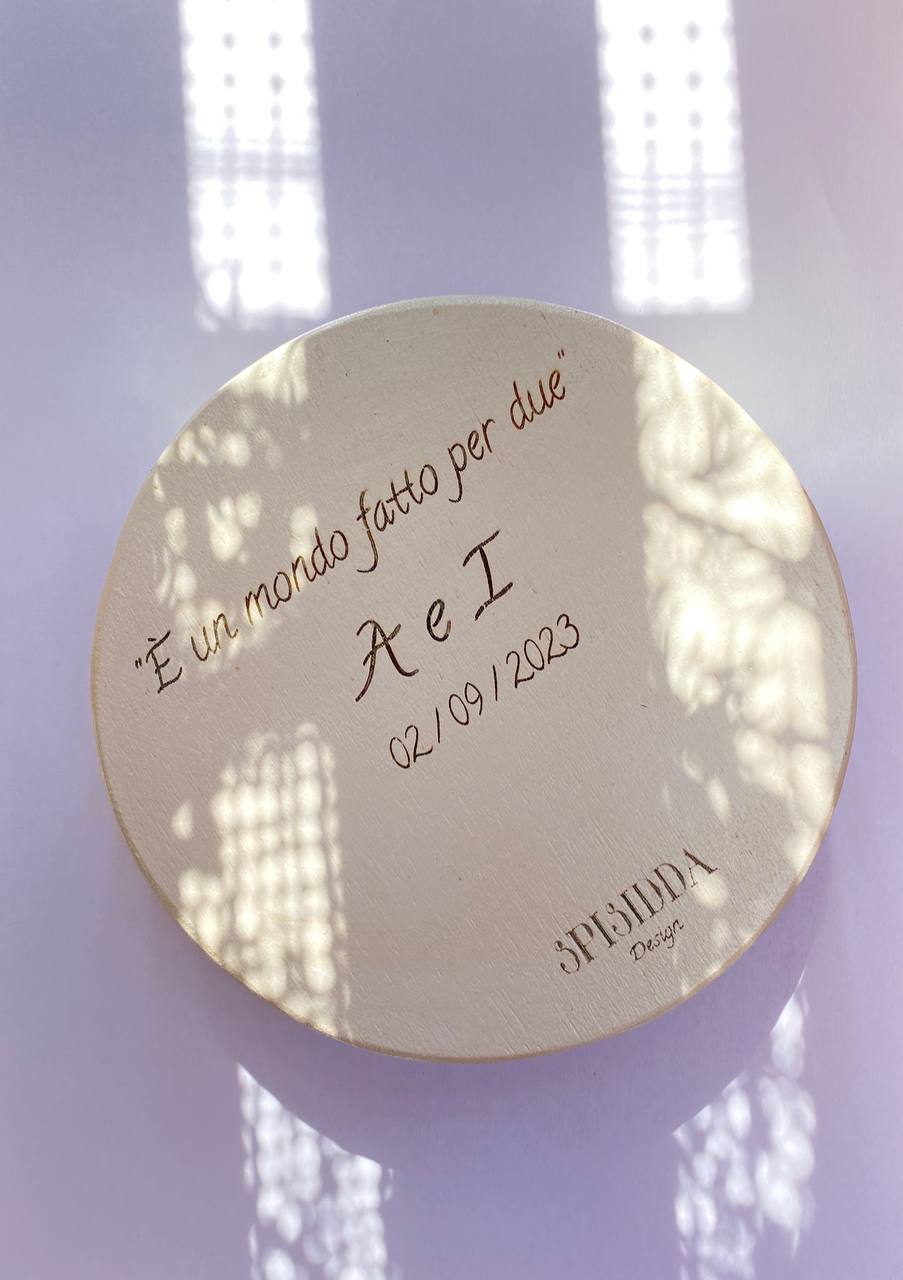 "È un mondo fatto per due"
A e I
02/09/2023
SPISIDDA
Design